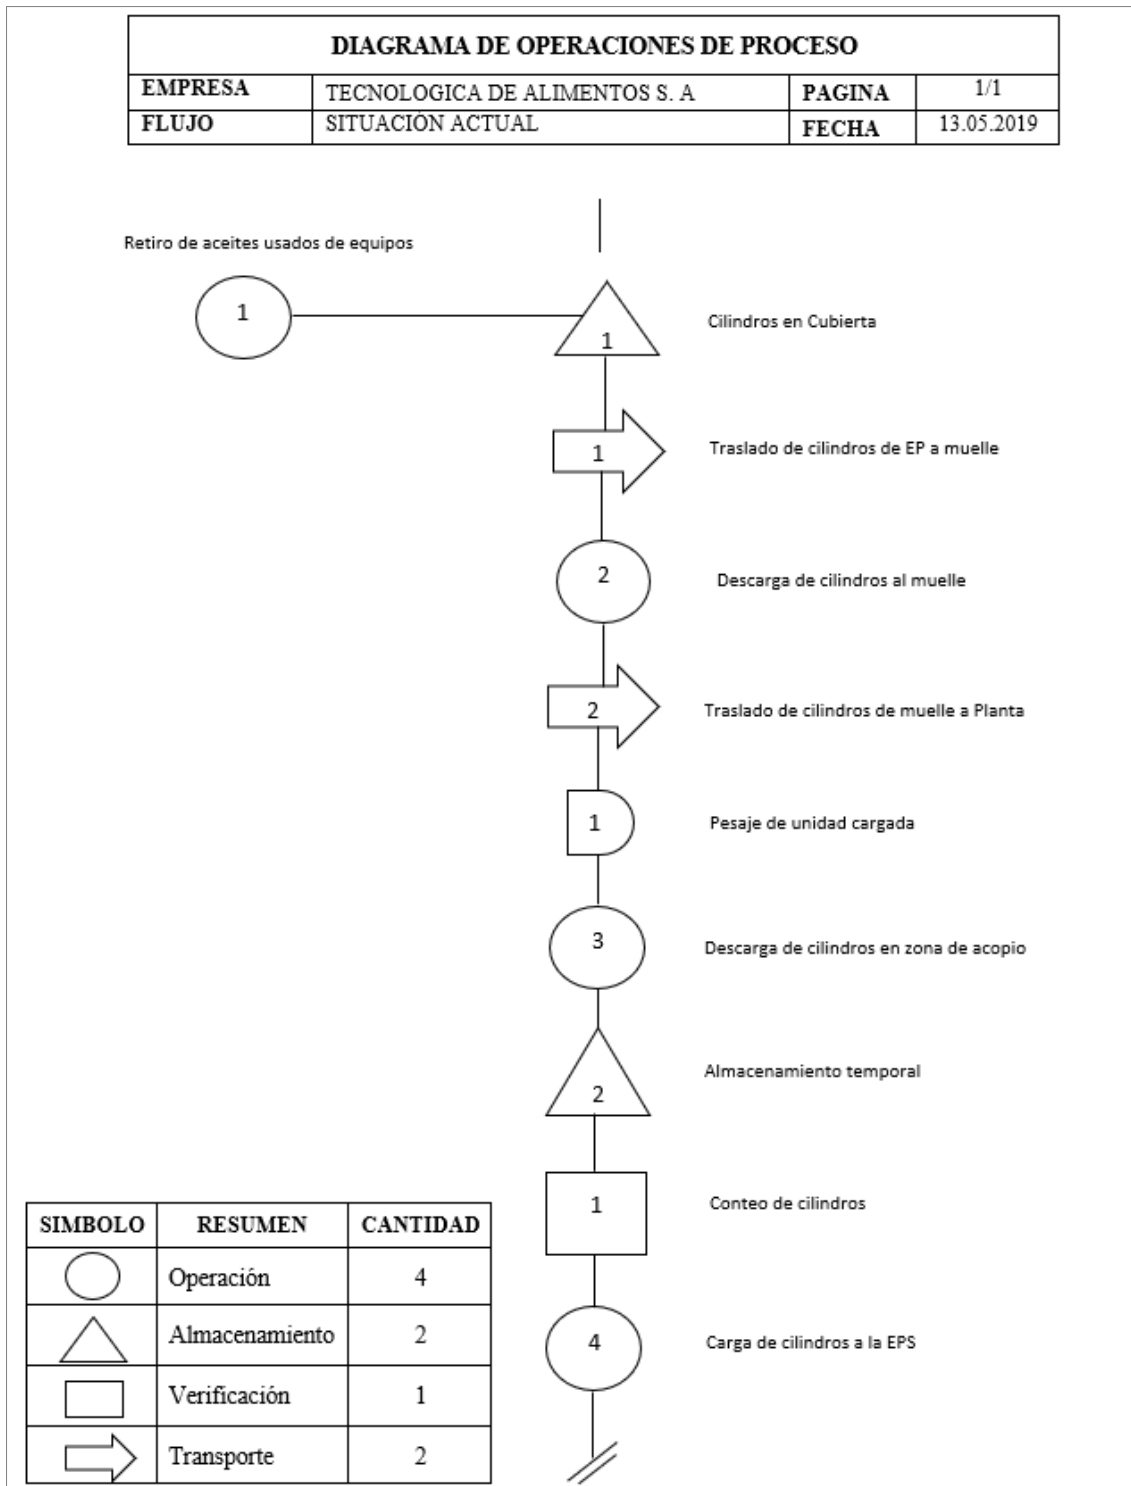 DIAGRAMA DE OPERACIONES DE PROCESO
EMPRESA TECNOLOGICA DE ALIMENTOS S. A PAGINA 1/1
FLUJO SITUACIÓN ACTUAL FECHA 13.05.2019
Retiro de aceites usados de equipos
1
1 Cilindros en Cubierta
1 Traslado de cilindros de EP a muelle
2 Descarga de cilindros al muelle
2 Traslado de cilindros de muelle a Planta
1 Pesaje de unidad cargada
3 Descarga de cilindros en zona de acopio
2 Almacenamiento temporal
1 Conteo de cilindros
4 Carga de cilindros a la EPS
SIMBOLO RESUMEN CANTIDAD
Operación 4
Almacenamiento 2
Verificación 1
Transporte 2